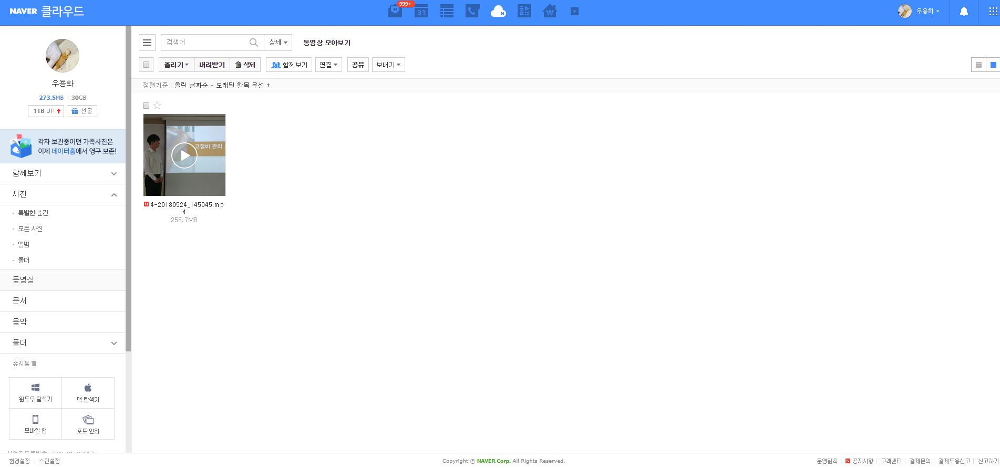 NAVER 클라우드
999+
31
우용화
검색어
상세
동영상 모아보기
올리기
내려받기
삭제
함께보기
편집
공유
보내기
정렬기준 : 올린 날짜순 - 오래된 항목 우선 ↑
우용화
273.5MB | 30GB
1TB UP
선물
각자 보관중이던 가족사진은
이제 데이터홈에서 영구 보존!
함께보기
사진
· 특별한 순간
· 모든 사진
· 앨범
· 폴더
동영상
문서
음악
폴더
휴지통
윈도우 탐색기
맥 탐색기
모바일 앱
포토 인화
고정비 관리
4-20180524_145045.mp
4
255.7MB
환경설정 | 스킨설정
Copyright © NAVER Corp. All Rights Reserved.
운영원칙 | N 공지사항 | 고객센터 | 결제문의 | 결제도용신고 | 신고하기